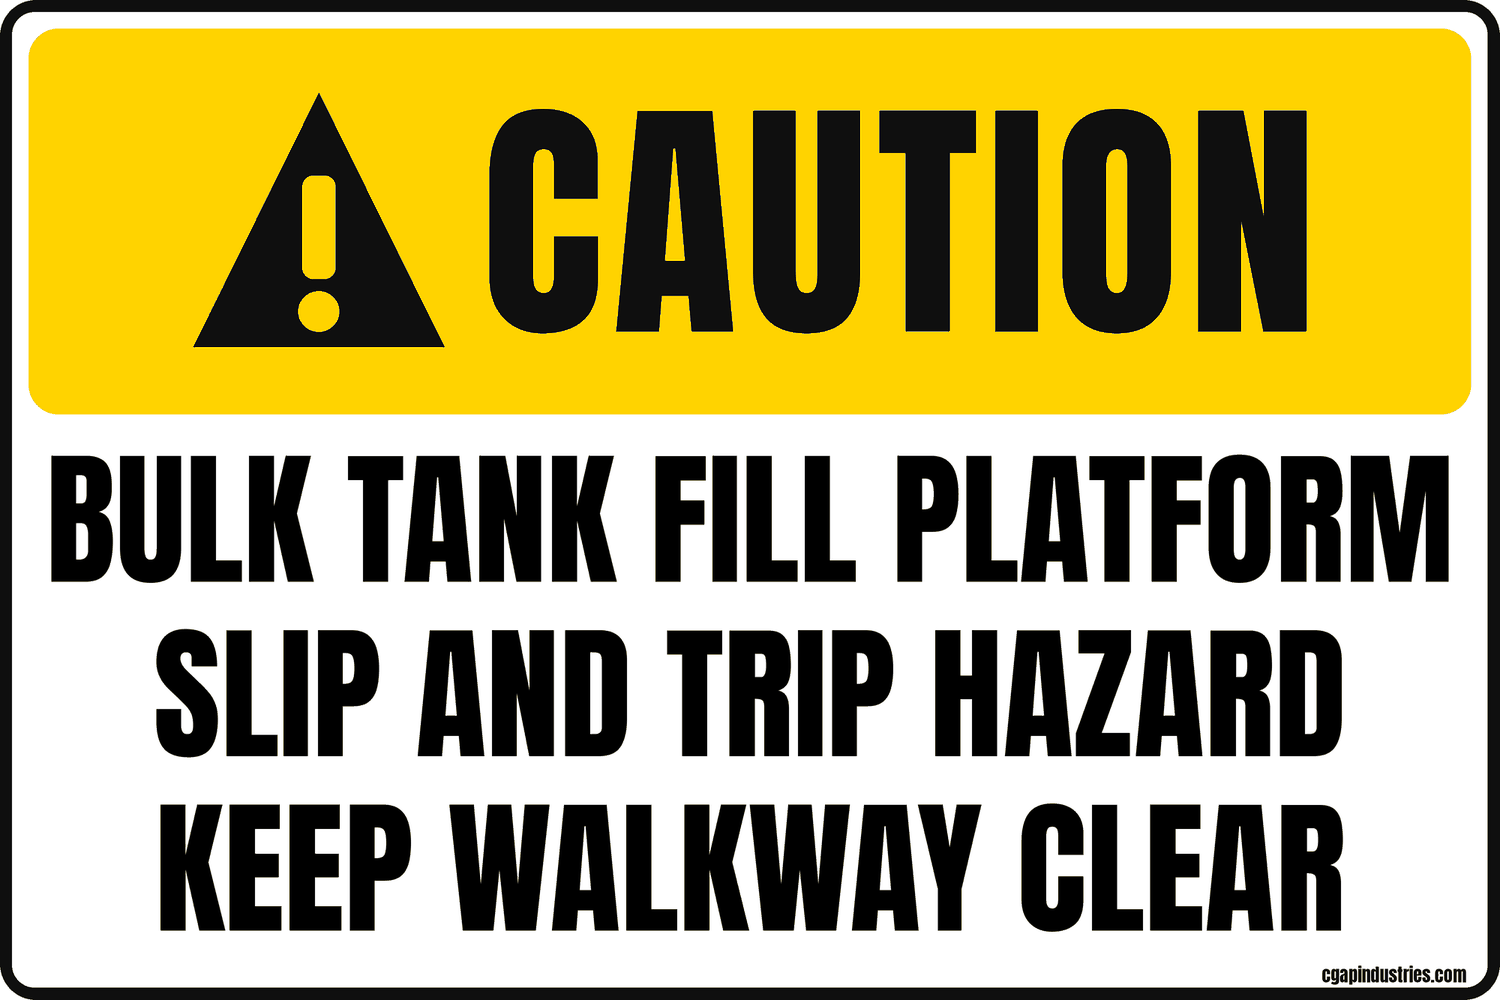 CAUTION
BULK TANK FILL PLATFORM
SLIP AND TRIP HAZARD
KEEP WALKWAY CLEAR
cgapindustries.com